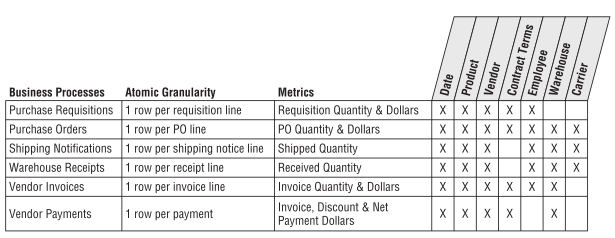 Date Product Vendor Contract Terms Employee Warehouse Carrier
Business Processes Atomic Granularity Metrics
Purchase Requisitions 1 row per requisition line Requisition Quantity & Dollars X X X X X
Purchase Orders 1 row per PO line PO Quantity & Dollars X X X X X X X
Shipping Notifications 1 row per shipping notice line Shipped Quantity X X X X X X
Warehouse Receipts 1 row per receipt line Received Quantity X X X X X X
Vendor Invoices 1 row per invoice line Invoice Quantity & Dollars X X X X X X
Vendor Payments 1 row per payment Invoice, Discount & Net
Payment Dollars X X X X X